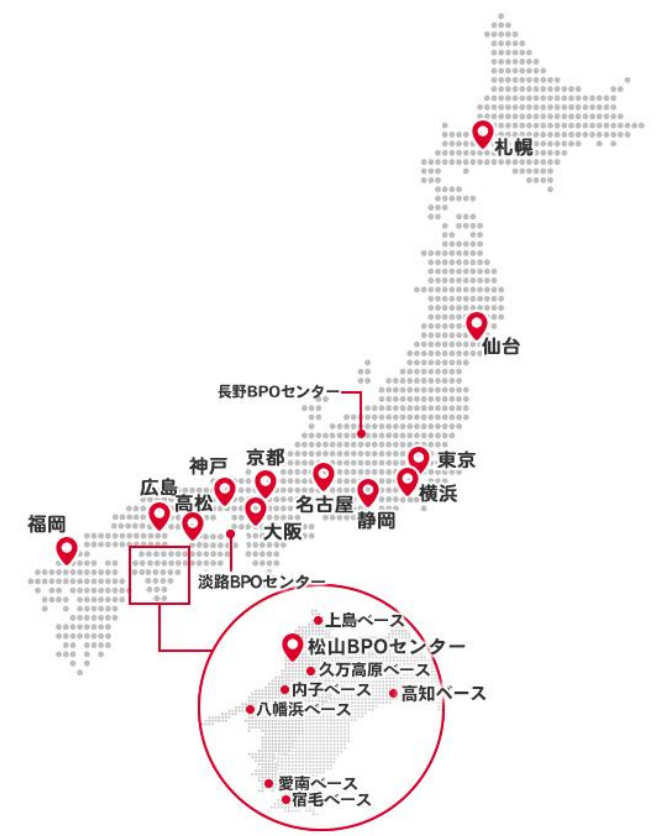 札幌
仙台
長野BPOセンター
東京
横浜
京都
神戸
名古屋
静岡
広島
高松
大阪
福岡
淡路BPOセンター
上島ベース
松山BPOセンター
久万高原ベース
内子ベース
高知ベース
八幡浜ベース
愛南ベース
宿毛ベース